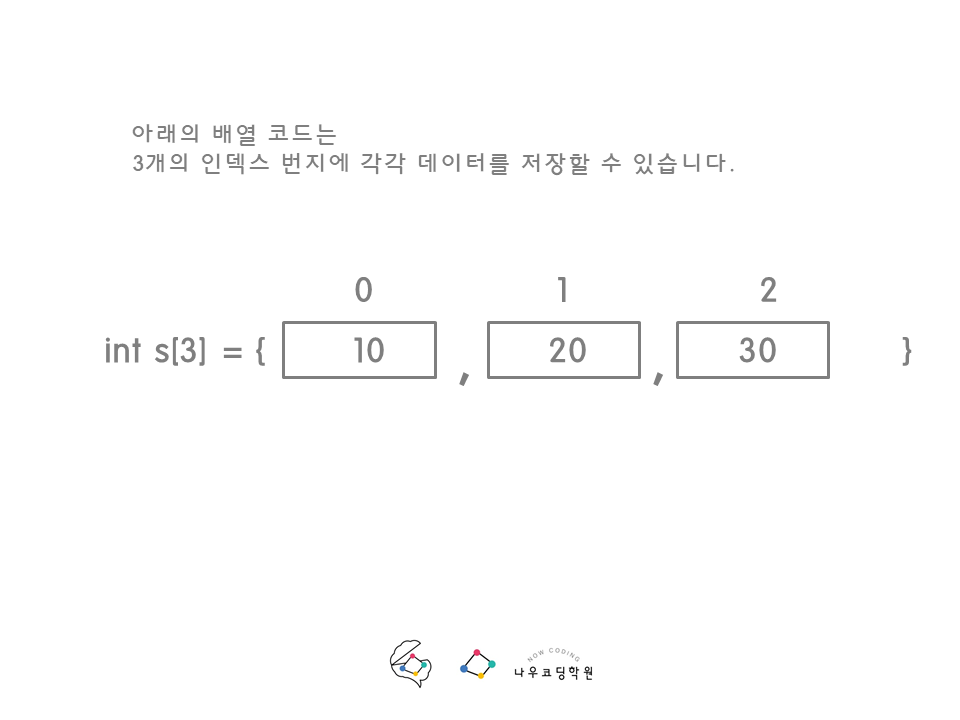 아래의 배열 코드는
3개의 인덱스 번지에 각각 데이터를 저장할 수 있습니다.
0 1 2
int s[3] = { 10 , 20 , 30 }
NOW CODING
나우코딩학원